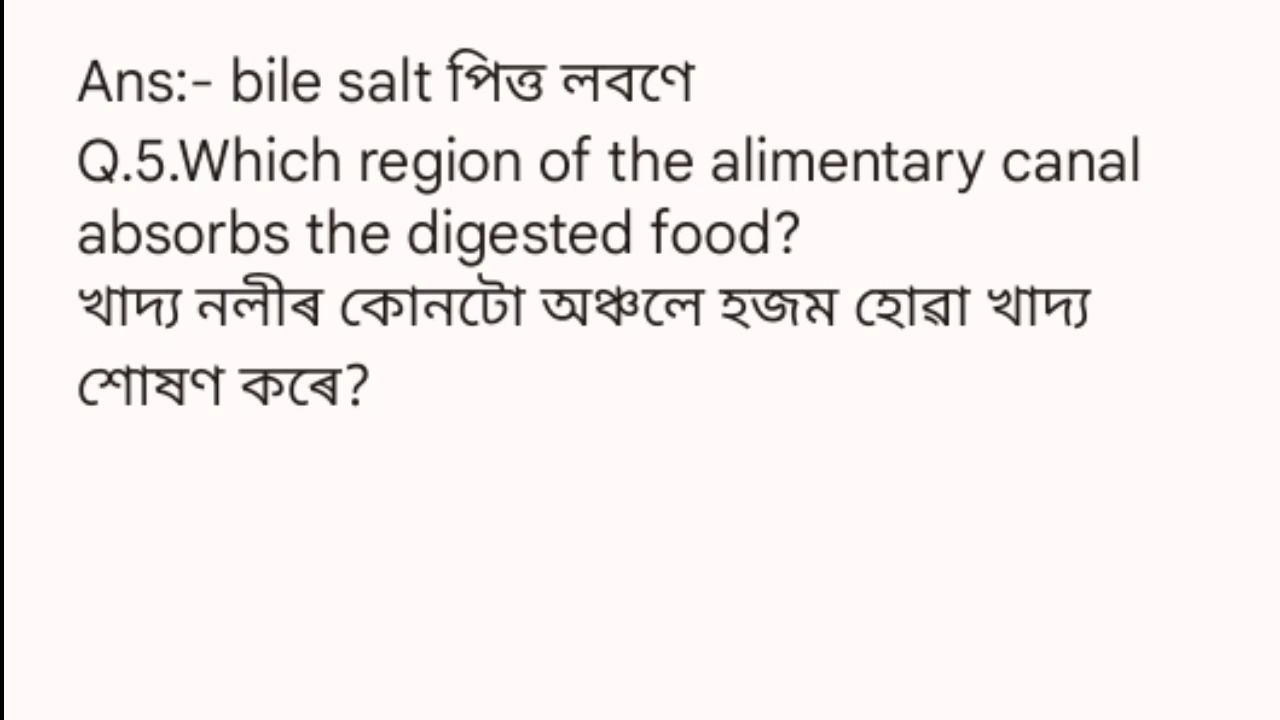 Ans:- bile salt পিত্ত লবণে
Q.5.Which region of the alimentary canal
absorbs the digested food?
খাদ্য নলীৰ কোনটো অঞ্চলে হজম হোৱা খাদ্য
শোষণ কৰে?